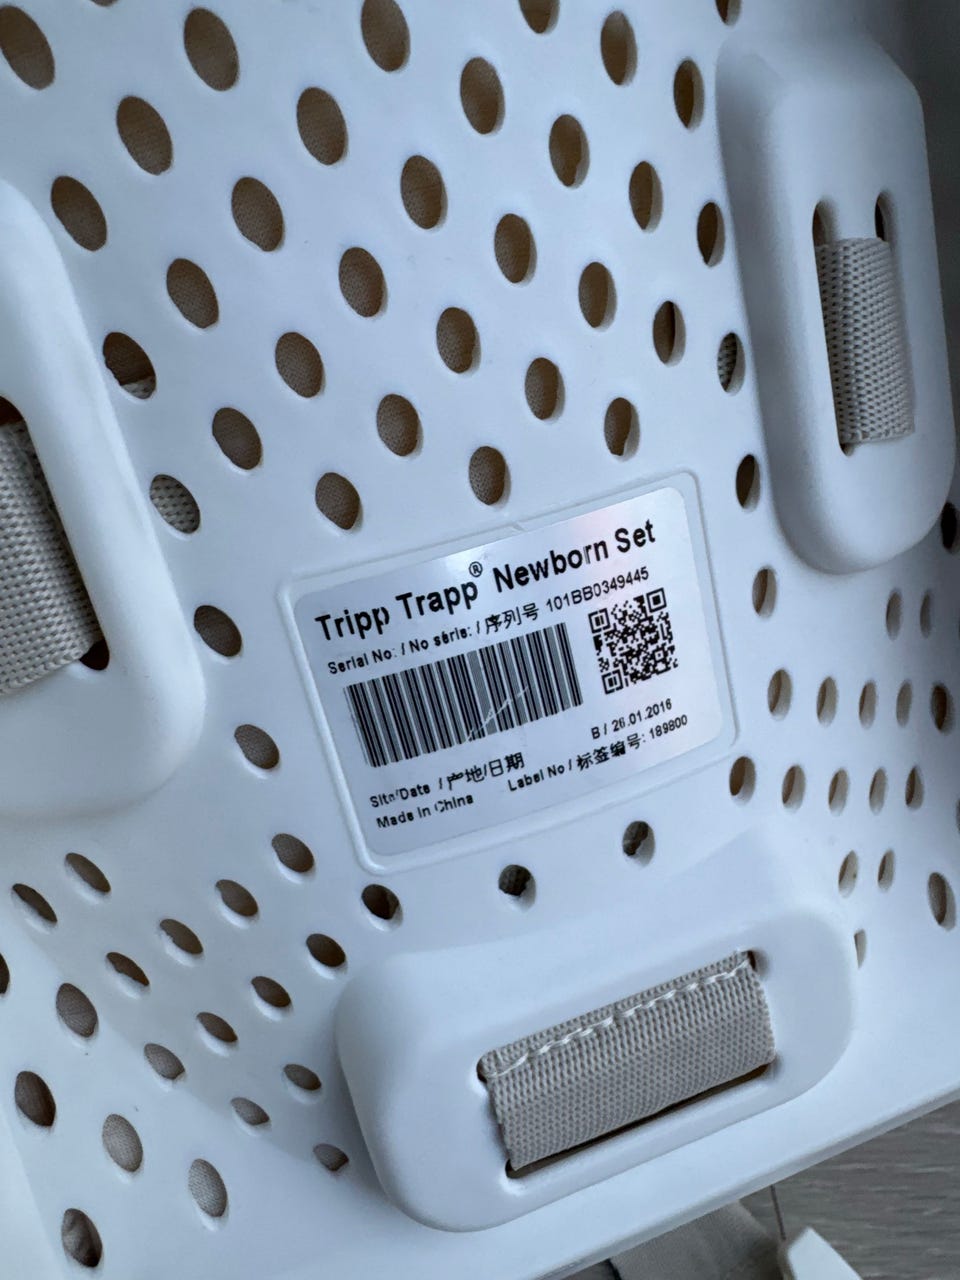 Tripp Trapp® Newborn Set
Serial No: / No série: / 序列号 101BB0349445
B / 26.01.2016
Site/Date / 产地/日期
Label No / 标签编号: 189800
Made in China